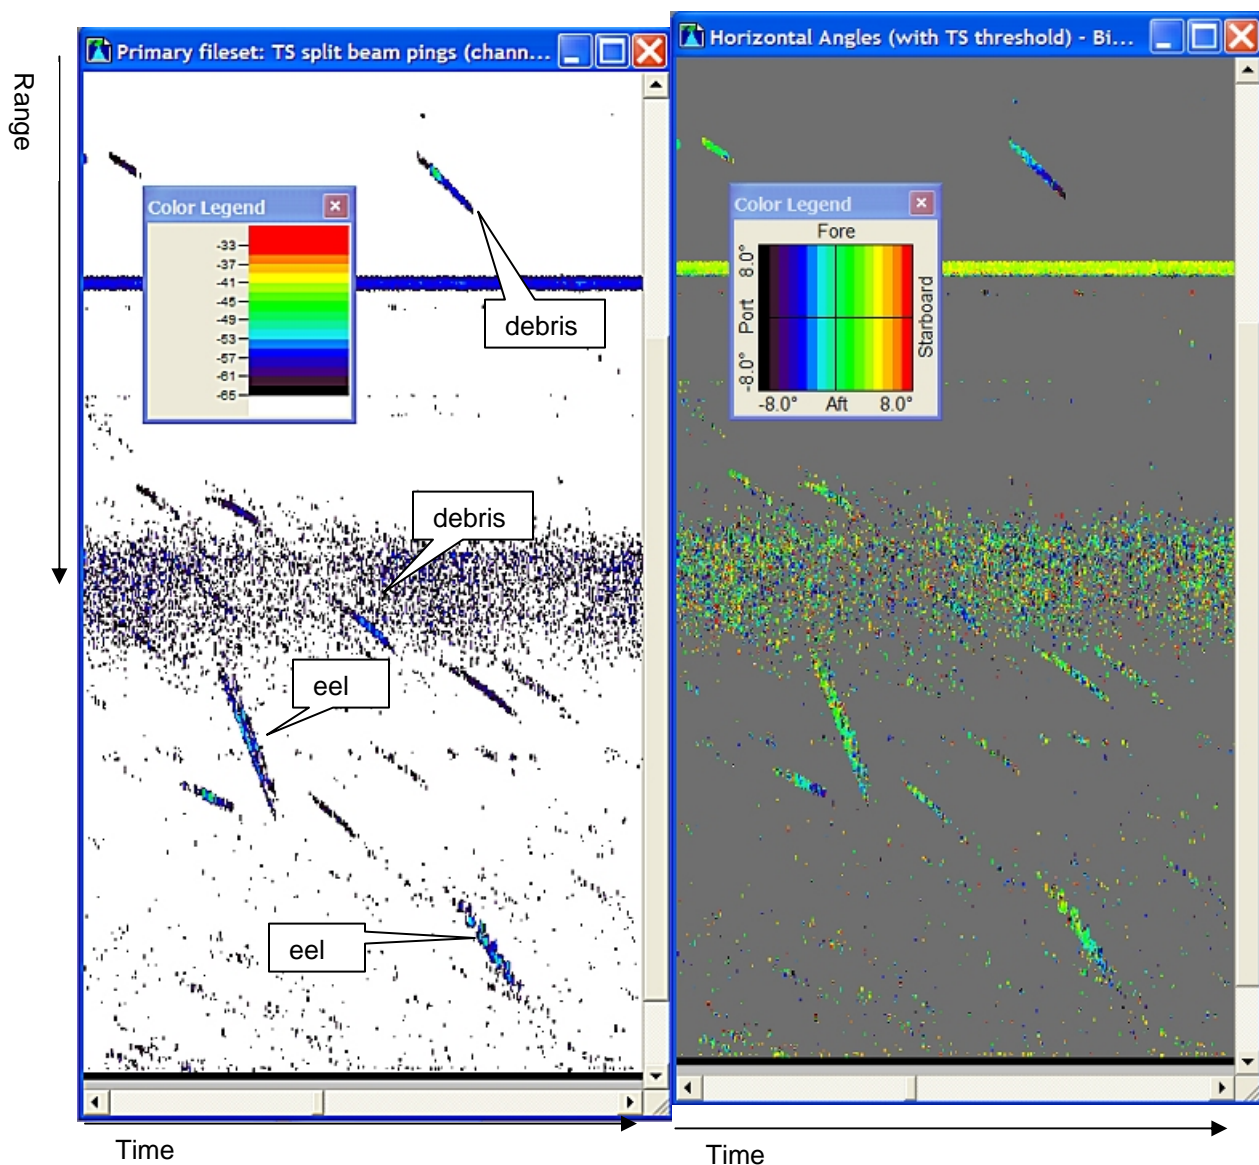 Primary fileset: TS split beam pings (chann...
Horizontal Angles (with TS threshold) - Bi...
Range
Color Legend
-33
-37
-41
-45
-49
-53
-57
-61
-65
debris
debris
eel
eel
Time
Color Legend
Fore
8.0°
Port
-8.0°
Starboard
-8.0°
Aft
8.0°
Time